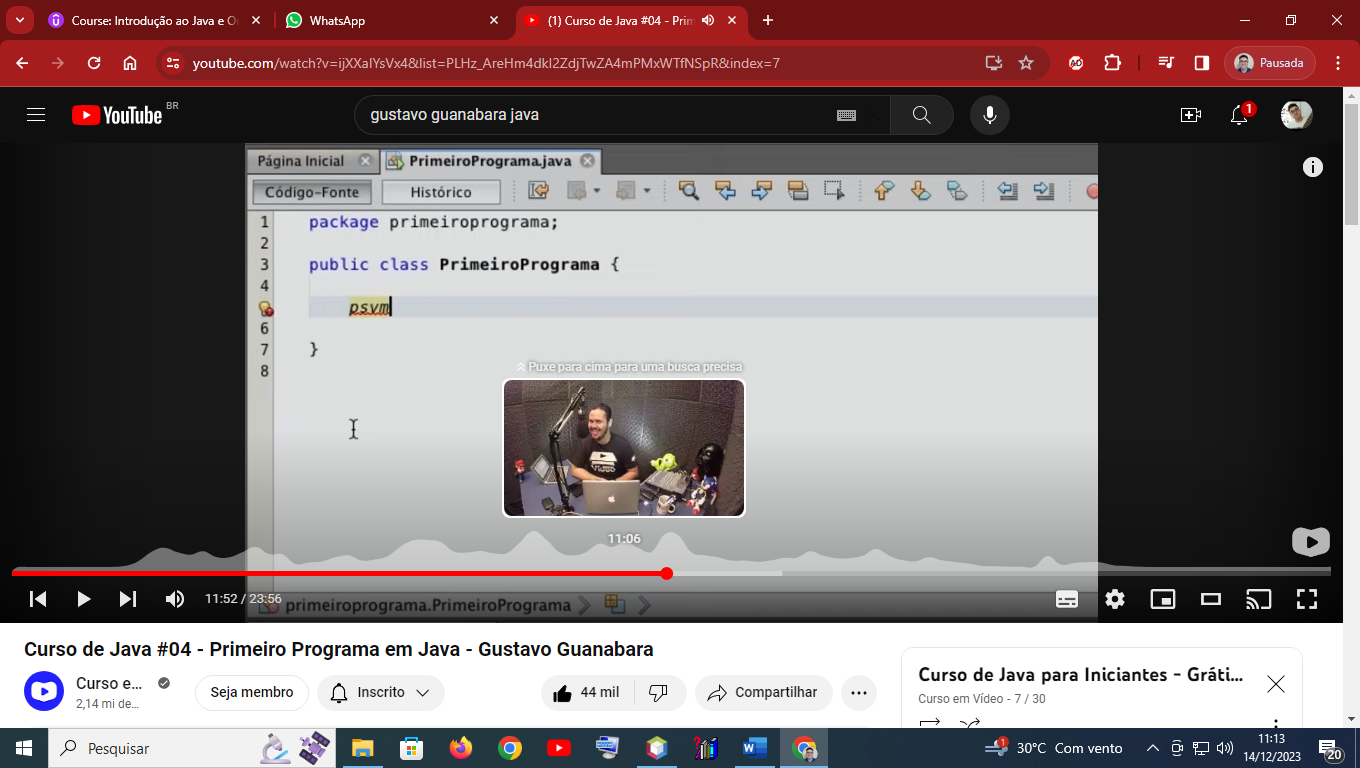 Course: Introdução ao Java e O
WhatsApp
(1) Curso de Java #04 - Prim
youtube.com/watch?v=ijXXalYsVx4&list=PLHz_AreHm4dkI2ZdjTwZA4mPMxWTfNSpR&index=7
Pausada
YouTube BR
gustavo guanabara java
1
Página Inicial
PrimeiroPrograma.java
Código-Fonte
Histórico
1 package primeiroprograma;
2
3 public class PrimeiroPrograma {
4
psvm
6
7 }
8
Puxe para cima para uma busca precisa
11:06
11:52 / 23:56
primeiroprograma.PrimeiroPrograma
Curso de Java #04 - Primeiro Programa em Java - Gustavo Guanabara
Curso e...
2,14 mi de...
Seja membro
Inscrito
44 mil
Compartilhar
Curso de Java para Iniciantes - Gráti...
Curso em Vídeo - 7 / 30
Pesquisar
1
30°C Com vento
11:13
14/12/2023
20